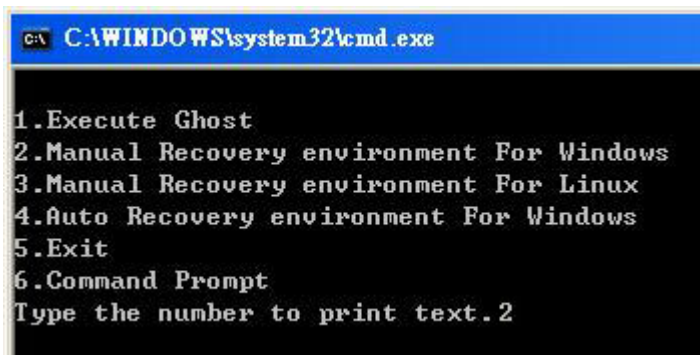 C:\WINDOWS\system32\cmd.exe
1.Execute Ghost
2.Manual Recovery environment For Windows
3.Manual Recovery environment For Linux
4.Auto Recovery environment For Windows
5.Exit
6.Command Prompt
Type the number to print text.2